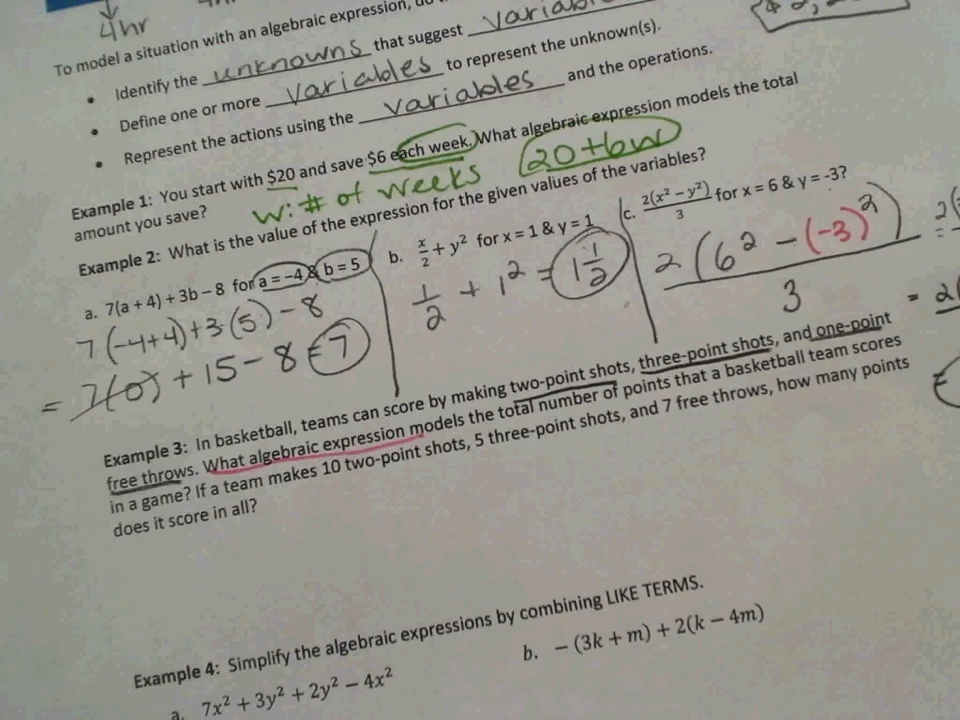 4hr
To model a situation with an algebraic expression,
• Identify the unknowns that suggest
• Define one or more variables to represent the unknown(s).
• Represent the actions using the variables and the operations.
Example 1: You start with $20 and save $6 each week. What algebraic expression models the total
amount you save? w: # of weeks 20+6w
Example 2: What is the value of the expression for the given values of the variables?
a. 7(a + 4) + 3b – 8 for a = –4 & b = 5
7(-4+4)+3·(5)-8
= 7(0) + 15 - 8 = 7
b. x/2 + y² for x = 1 & y = 1
1/2 + 1² = 1 1/2
c. 2(x² – y²)/3 for x = 6 & y = -3?
2(6² - (-3)²)/3
= 2(
Example 3: In basketball, teams can score by making two-point shots, three-point shots, and one-point
free throws. What algebraic expression models the total number of points that a basketball team scores
in a game? If a team makes 10 two-point shots, 5 three-point shots, and 7 free throws, how many points
does it score in all?
Example 4: Simplify the algebraic expressions by combining LIKE TERMS.
a. 7x² + 3y² + 2y² – 4x²
b. – (3k + m) + 2(k – 4m)